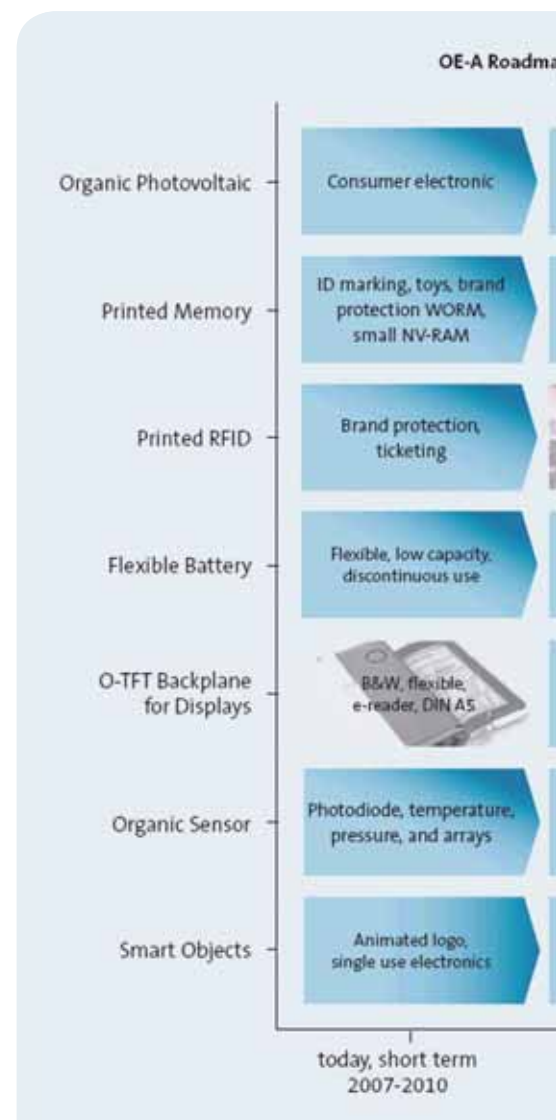 OE-A Roadma
Organic Photovoltaic
Consumer electronic
Printed Memory
ID marking, toys, brand
protection WORM,
small NV-RAM
Printed RFID
Brand protection,
ticketing
Flexible Battery
Flexible, low capacity,
discontinuous use
O-TFT Backplane
for Displays
B&W, flexible,
e-reader, DIN A5
Organic Sensor
Photodiode, temperature,
pressure, and arrays
Smart Objects
Animated logo,
single use electronics
today, short term
2007-2010